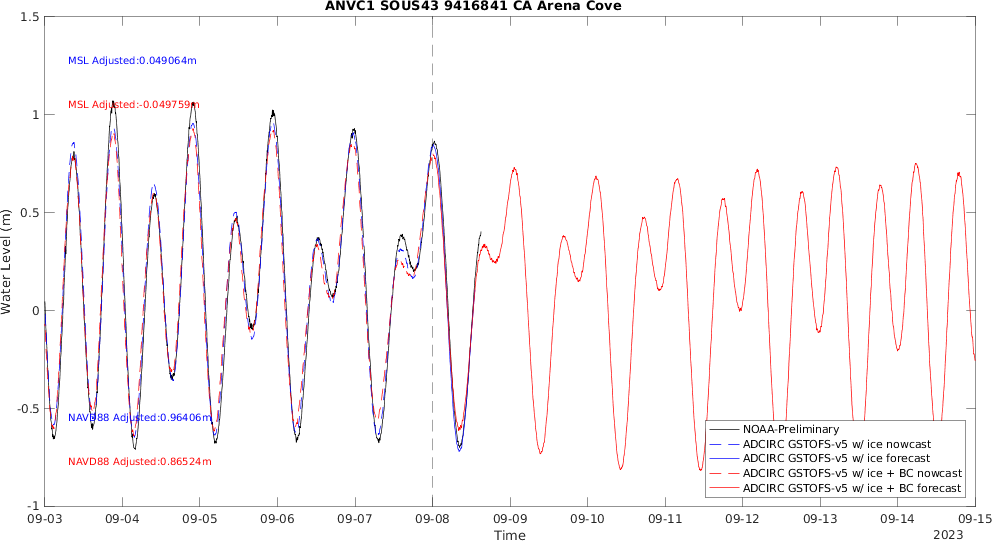 ANVC1 SOUS43 9416841 CA Arena Cove
1.5
MSL Adjusted:0.049064m
MSL Adjusted:-0.049759m
1
0.5
Water Level (m)
0
-0.5
NAVD88 Adjusted:0.96406m
NAVD88 Adjusted:0.86524m
NOAA-Preliminary
ADCIRC GSTOFS-v5 w/ ice nowcast
ADCIRC GSTOFS-v5 w/ ice forecast
ADCIRC GSTOFS-v5 w/ ice + BC nowcast
ADCIRC GSTOFS-v5 w/ ice + BC forecast
-1
09-03 09-04 09-05 09-06 09-07 09-08 09-09 09-10 09-11 09-12 09-13 09-14 09-15
Time
2023